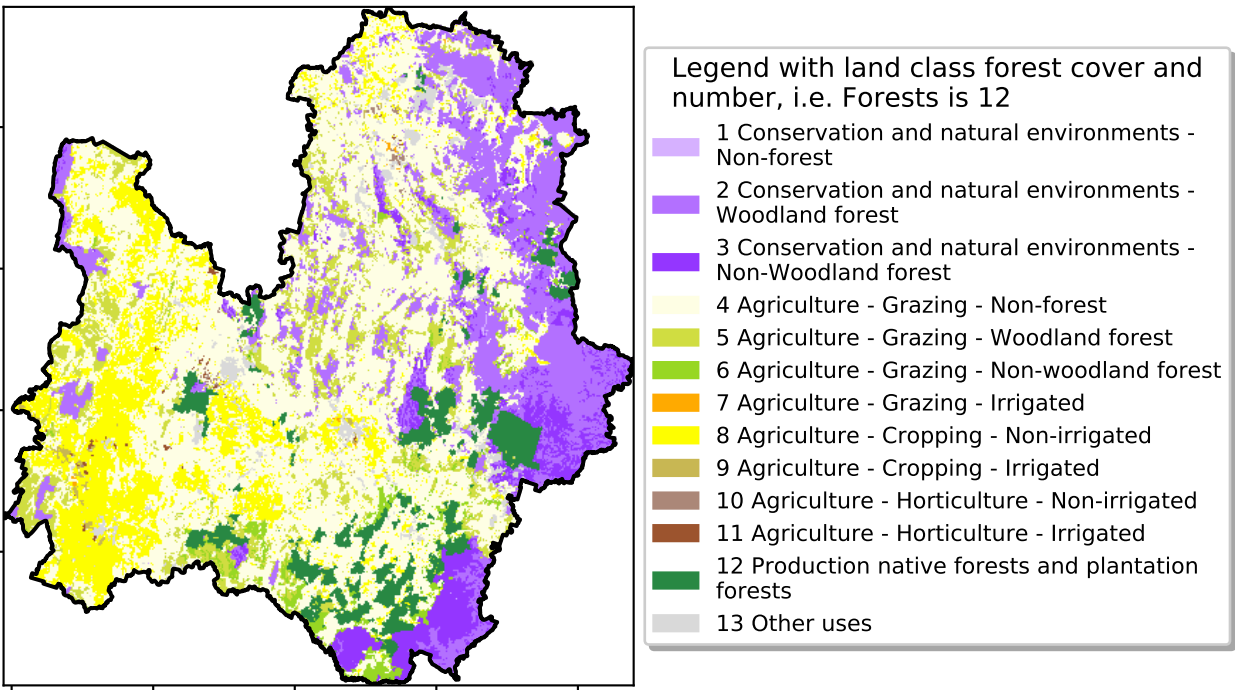 Legend with land class forest cover and
number, i.e. Forests is 12
1 Conservation and natural environments -
Non-forest
2 Conservation and natural environments -
Woodland forest
3 Conservation and natural environments -
Non-Woodland forest
4 Agriculture - Grazing - Non-forest
5 Agriculture - Grazing - Woodland forest
6 Agriculture - Grazing - Non-woodland forest
7 Agriculture - Grazing - Irrigated
8 Agriculture - Cropping - Non-irrigated
9 Agriculture - Cropping - Irrigated
10 Agriculture - Horticulture - Non-irrigated
11 Agriculture - Horticulture - Irrigated
12 Production native forests and plantation
forests
13 Other uses